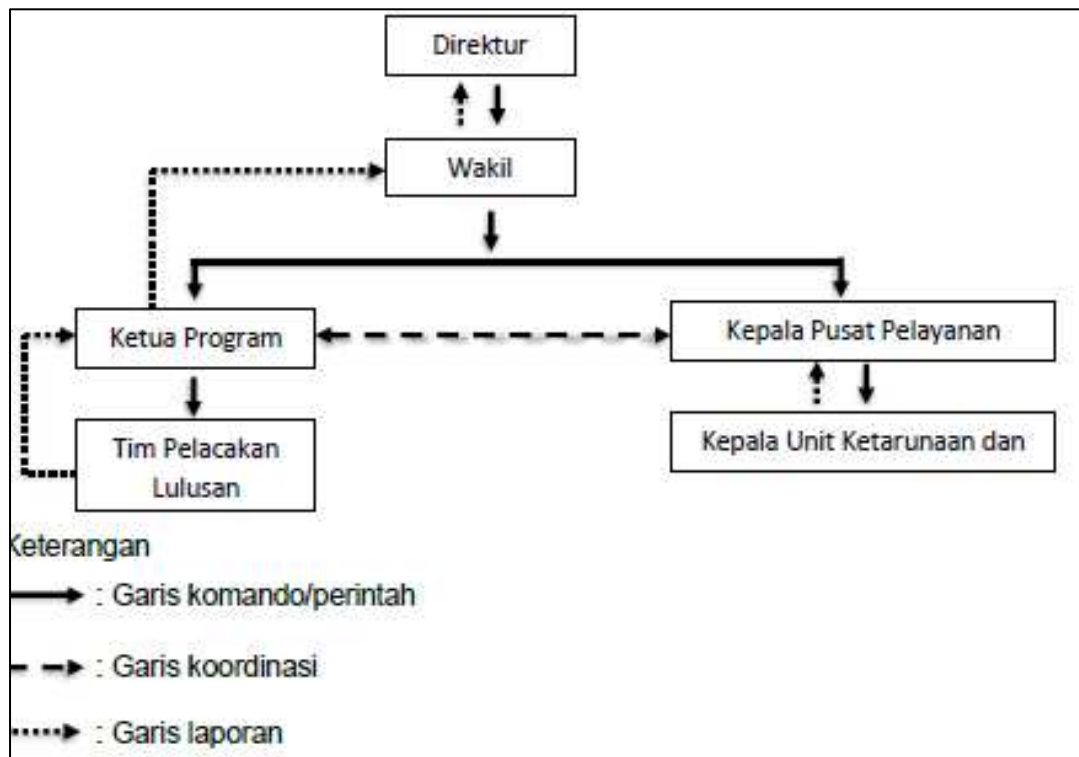 Direktur
Wakil
Ketua Program
Kepala Pusat Pelayanan
Tim Pelacakan
Lulusan
Kepala Unit Ketarunaan dan
Keterangan
: Garis komando/perintah
: Garis koordinasi
: Garis laporan